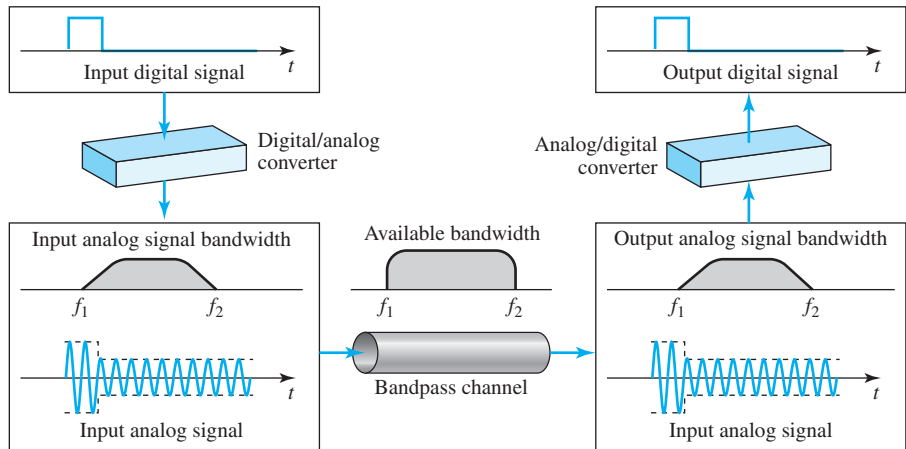 t
Input digital signal
t
Output digital signal
Digital/analog
converter
Analog/digital
converter
Input analog signal bandwidth
f1
f2
t
Input analog signal
Available bandwidth
f1
f2
Bandpass channel
Output analog signal bandwidth
f1
f2
t
Input analog signal